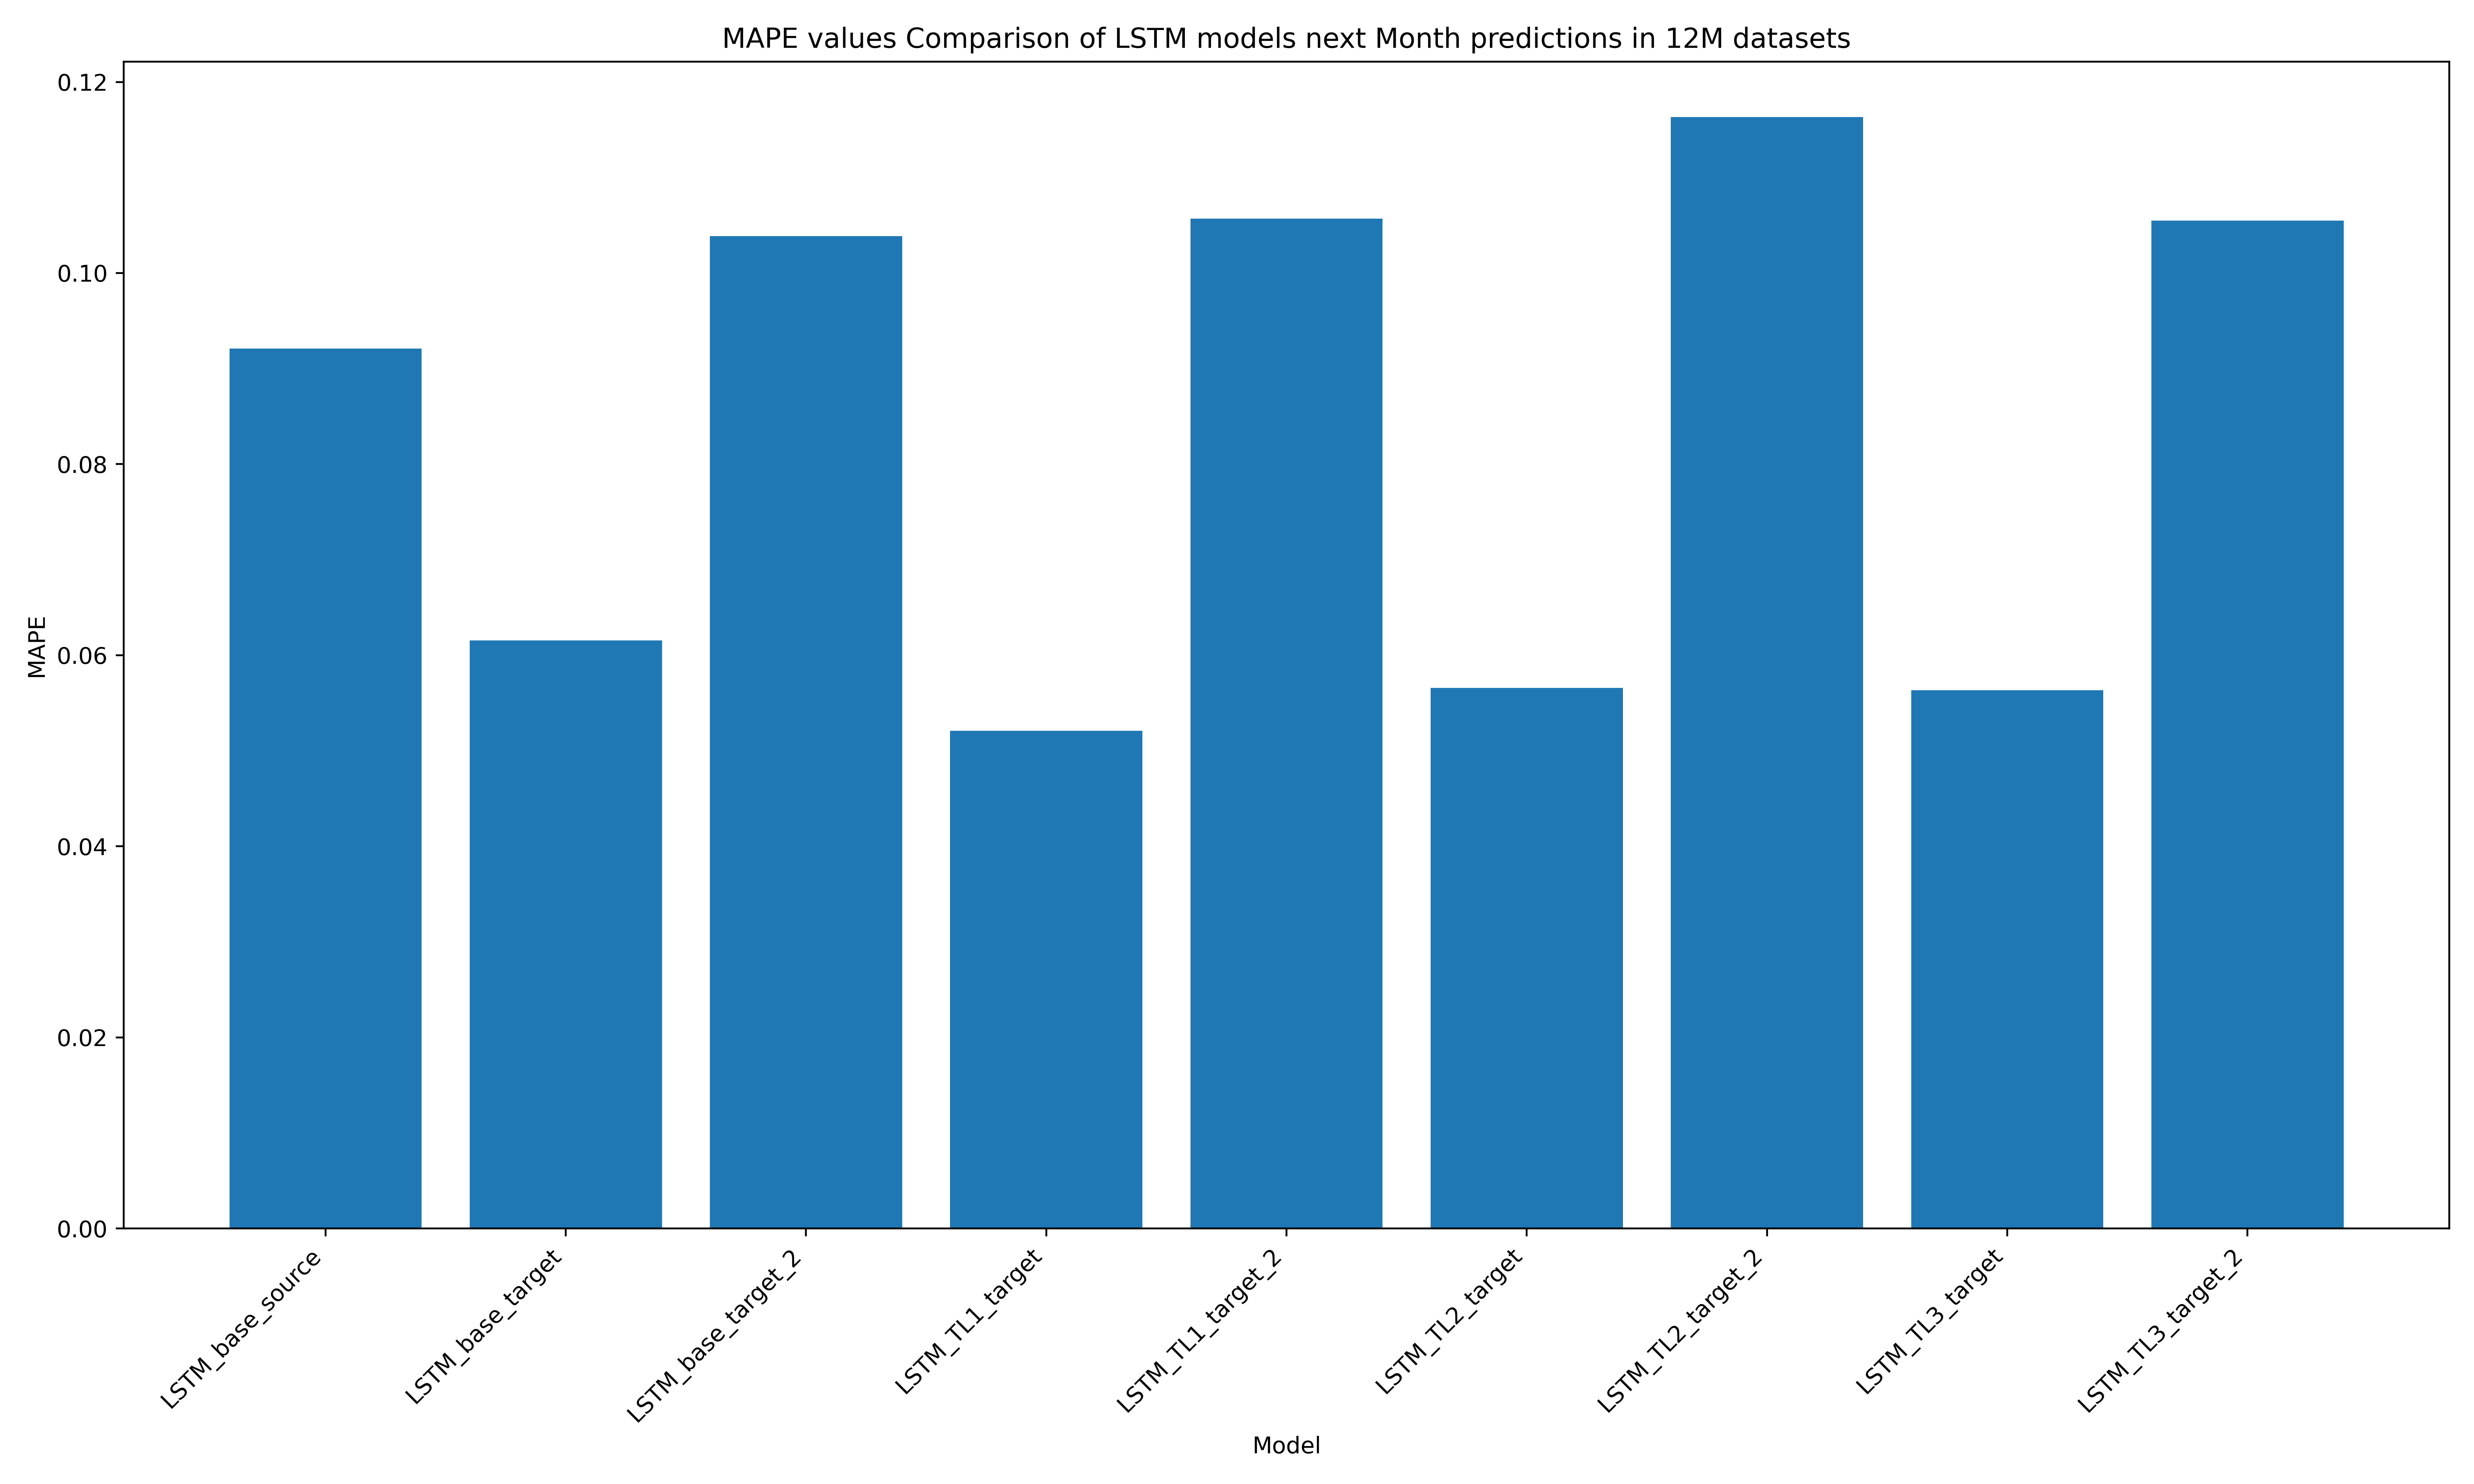 MAPE values Comparison of LSTM models next Month predictions in 12M datasets
0.12
0.10
0.08
0.06
0.04
0.02
0.00
MAPE
LSTM_base_source
LSTM_base_target
LSTM_base_target_2
LSTM_TL1_target
LSTM_TL1_target_2
LSTM_TL2_target
LSTM_TL2_target_2
LSTM_TL3_target
LSTM_TL3_target_2
Model